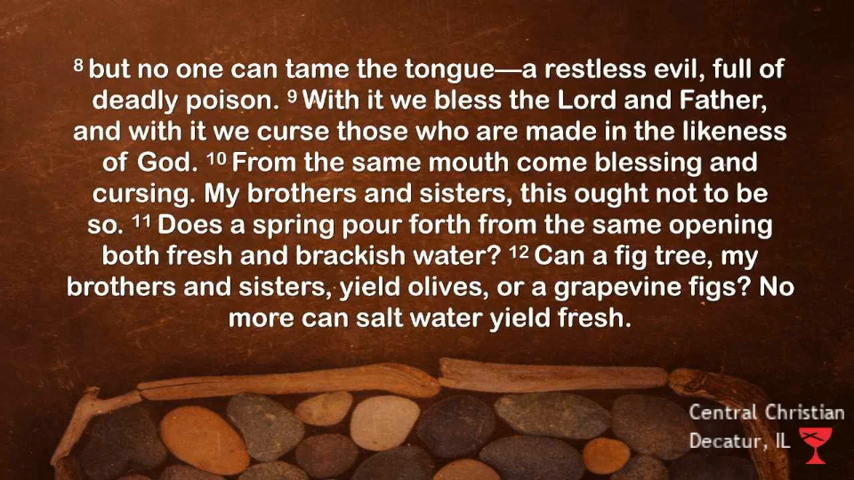 8 but no one can tame the tongue—a restless evil, full of
deadly poison. 9 With it we bless the Lord and Father,
and with it we curse those who are made in the likeness
of God. 10 From the same mouth come blessing and
cursing. My brothers and sisters, this ought not to be
so. 11 Does a spring pour forth from the same opening
both fresh and brackish water? 12 Can a fig tree, my
brothers and sisters, yield olives, or a grapevine figs? No
more can salt water yield fresh.
Central Christian
Decatur, IL